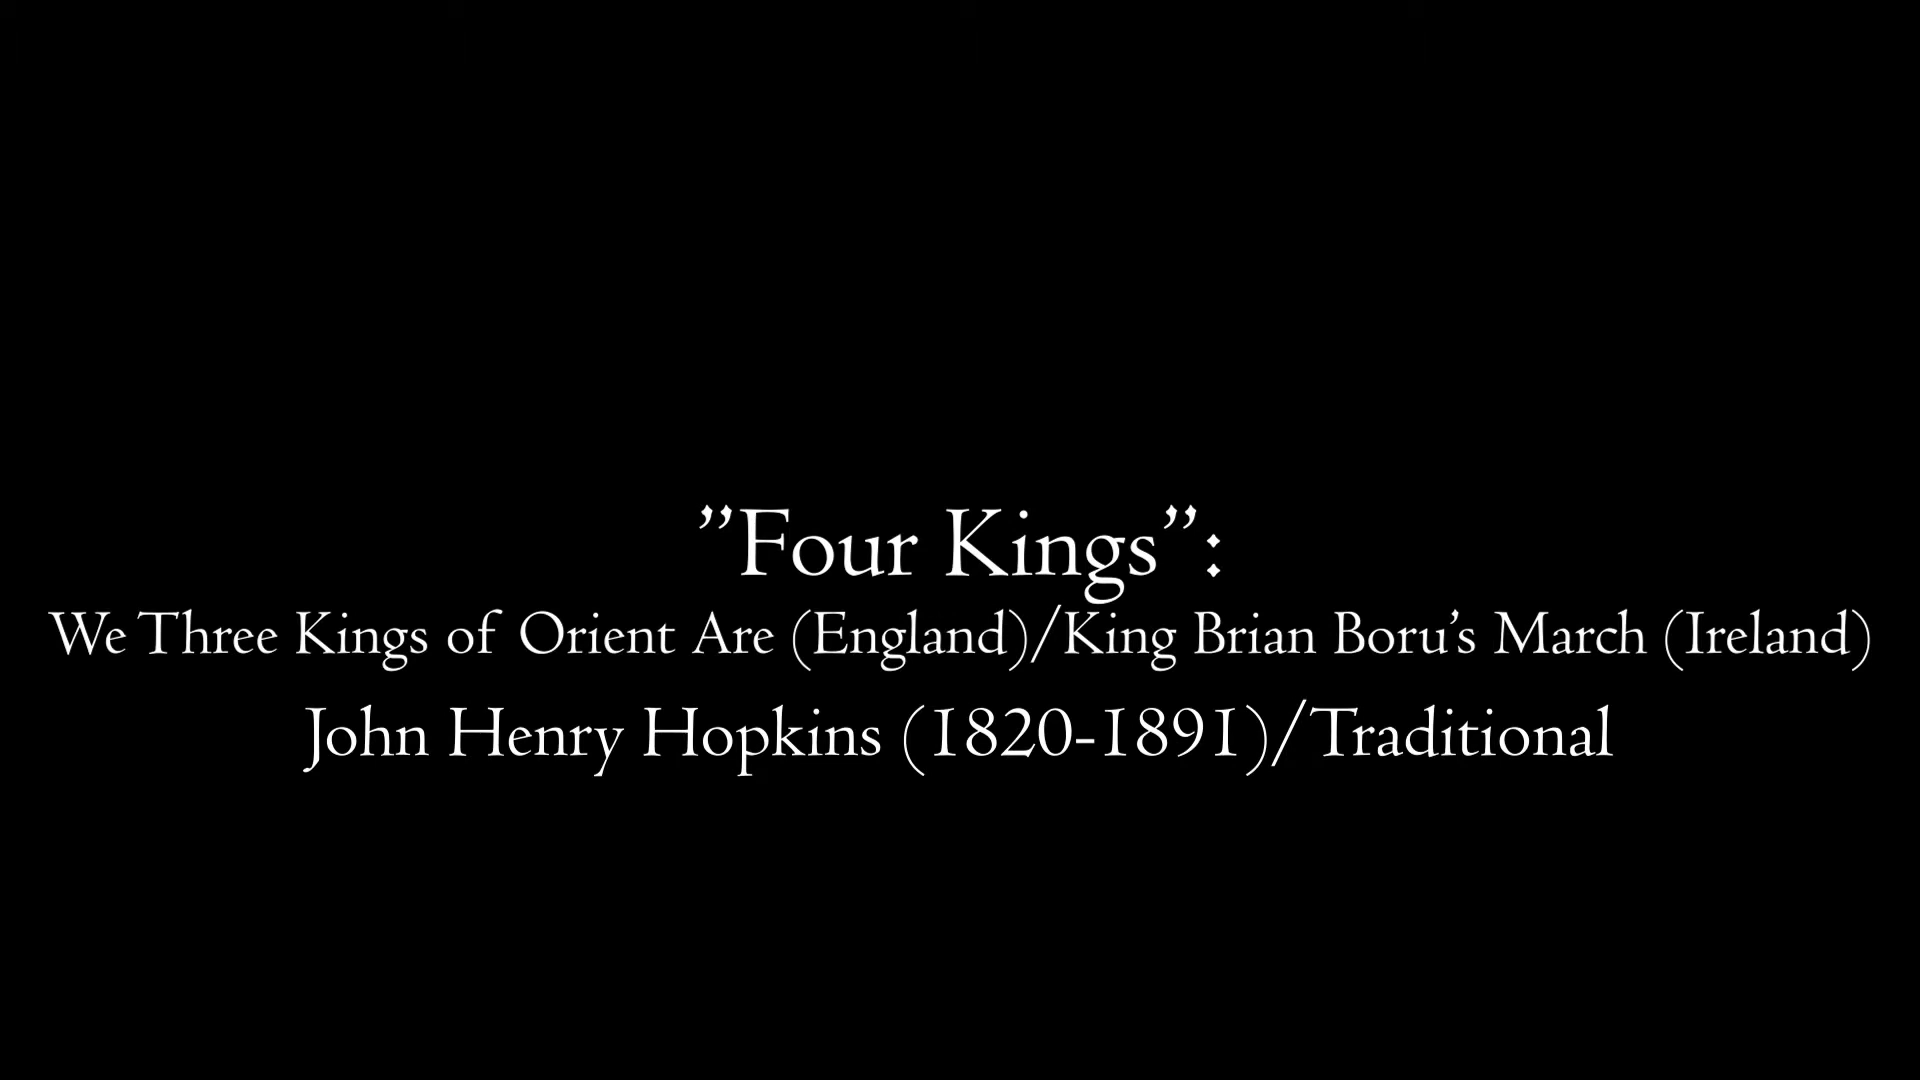 ”Four Kings”:
We Three Kings of Orient Are (England)/King Brian Boru’s March (Ireland)
John Henry Hopkins (1820-1891)/Traditional